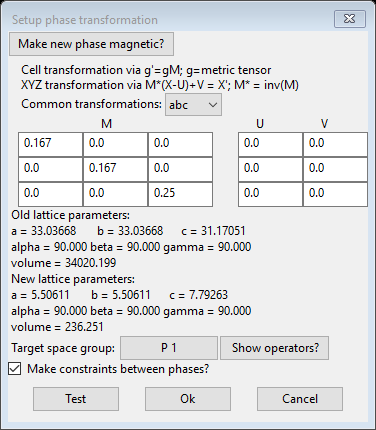 Setup phase transformation
Make new phase magnetic?
Cell transformation via g'=gM; g=metric tensor
XYZ transformation via M*(X-U)+V = X'; M* = inv(M)
Common transformations: abc
M U V
0.167 0.0 0.0 0.0 0.0
0.0 0.167 0.0 0.0 0.0
0.0 0.0 0.25 0.0 0.0
Old lattice parameters:
a = 33.03668 b = 33.03668 c = 31.17051
alpha = 90.000 beta = 90.000 gamma = 90.000
volume = 34020.199
New lattice parameters:
a = 5.50611 b = 5.50611 c = 7.79263
alpha = 90.000 beta = 90.000 gamma = 90.000
volume = 236.251
Target space group: P 1 Show operators?
Make constraints between phases?
Test Ok Cancel